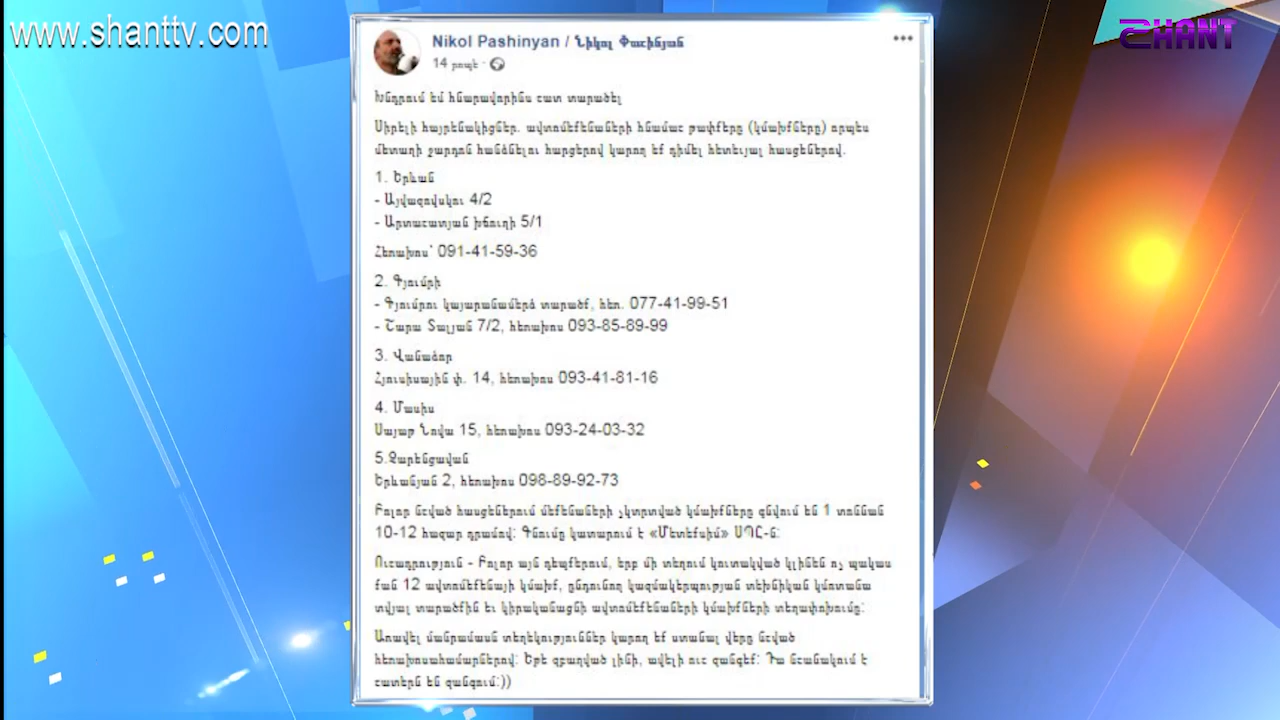 www.shanttv.com
SHANT
Nikol Pashinyan / Նիկոլ Փաշինյան
14 րոպե ·
Խնդրում եմ հնարավորինս շատ տարածել
Սիրելի հայրենակիցներ. ավտոմեքենաների հնամաշ թափքերը (կմախքները) որպես
մետաղի ջարդոն հանձնելու հարցերով կարող եք դիմել հետեւյալ հասցեներով.
1. Երևան
- Այվազովսկու 4/2
- Արտաշատյան խճուղի 5/1
Հեռախոս՝ 091-41-59-36
2. Գյումրի
- Գյումրու կայարանամերձ տարածք, հեռ. 077-41-99-51
- Շարա Տալյան 7/2, հեռախոս 093-85-89-99
3. Վանաձոր
Հյուսիսային փ. 14, հեռախոս 093-41-81-16
4. Մասիս
Սայաթ Նովա 15, հեռախոս 093-24-03-32
5.Չարենցավան
Երևանյան 2, հեռախոս 098-89-92-73
Բոլոր նշված հասցեներում մեքենաների չկտրտված կմախքները գնվում են 1 տոննան
10-12 հազար դրամով: Գնումը կատարում է «Մետեքսիմ» ՍՊԸ-ն:
Ուշադրություն - Բոլոր այն դեպքերում, երբ մի տեղում կուտակված կլինեն ոչ պակաս
քան 12 ավտոմեքենայի կմախք, ընդունող կազմակերպության տեխնիկան կմոտենա
տվյալ տարածքին եւ կիրականացնի ավտոմեքենաների կմախքների տեղափոխումը:
Առավել մանրամասն տեղեկություններ կարող եք ստանալ վերը նշված
հեռախոսահամարներով: Եթե զբաղված լինի, ավելի ուշ զանգեք: Դա նշանակում է
շատերն են զանգում:))